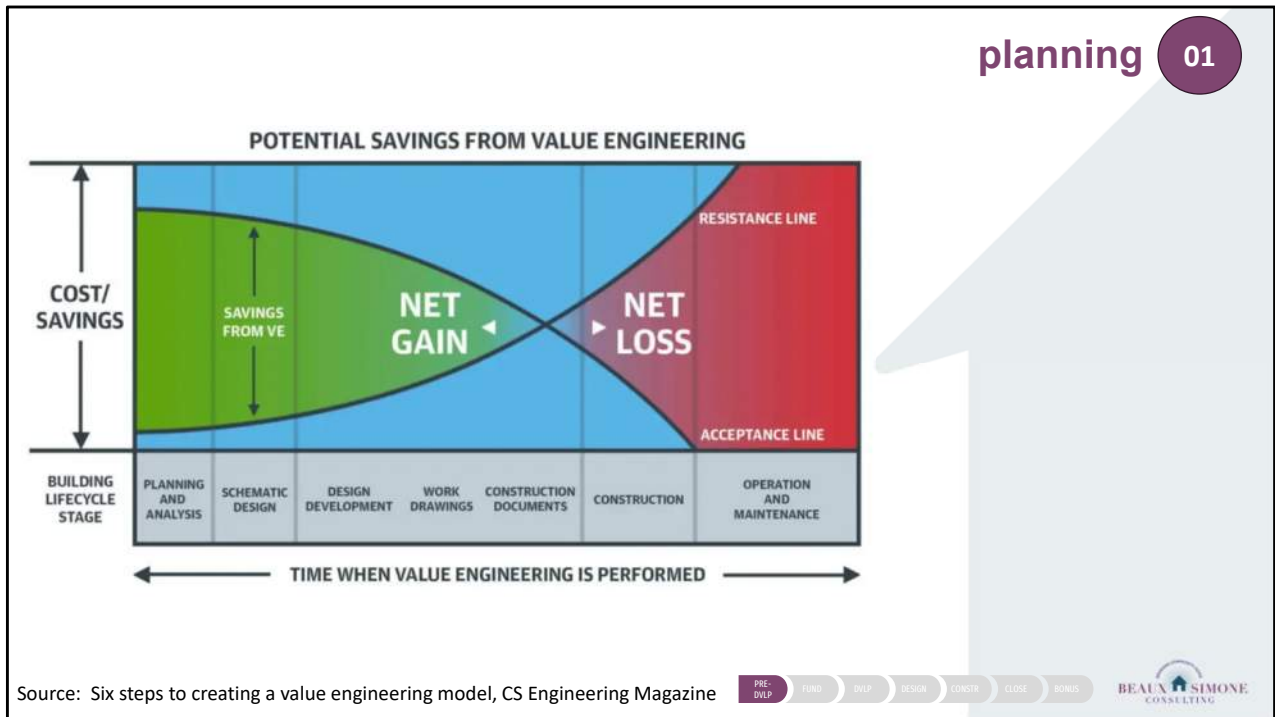 planning 01
POTENTIAL SAVINGS FROM VALUE ENGINEERING
COST/
SAVINGS
SAVINGS
FROM VE
NET
GAIN
NET
LOSS
RESISTANCE LINE
ACCEPTANCE LINE
BUILDING
LIFECYCLE
STAGE
PLANNING
AND
ANALYSIS
SCHEMATIC
DESIGN
DESIGN
DEVELOPMENT
WORK
DRAWINGS
CONSTRUCTION
DOCUMENTS
CONSTRUCTION
OPERATION
AND
MAINTENANCE
TIME WHEN VALUE ENGINEERING IS PERFORMED
Source: Six steps to creating a value engineering model, CS Engineering Magazine
PRE-
DVLP
FUND
DVLP
DESIGN
CONSTR
CLOSE
BONUS
BEAUX SIMONE
CONSULTING